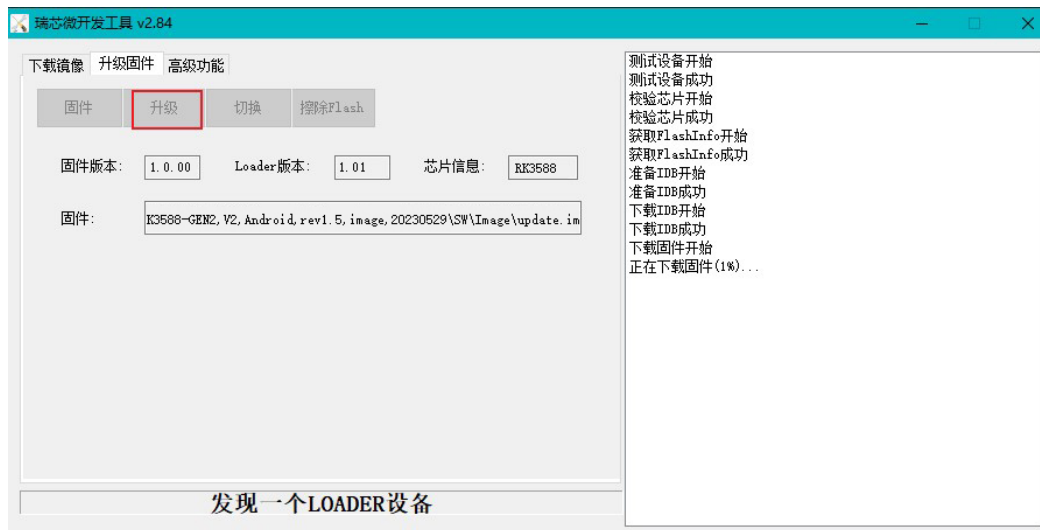 瑞芯微开发工具 v2.84
下载镜像 升级固件 高级功能
固件 升级 切换 擦除Flash
固件版本: 1.0.00 Loader版本: 1.01 芯片信息: RK3588
固件: K3588-GEN2,V2,Android,rev1.5,image,20230529\SW\Image\update.im
发现一个LOADER设备
测试设备开始
测试设备成功
校验芯片开始
校验芯片成功
获取FlashInfo开始
获取FlashInfo成功
准备IDB开始
准备IDB成功
下载IDB开始
下载IDB成功
下载固件开始
正在下载固件(1%)...